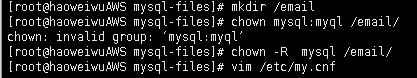 [root@haoweiwuAWS mysql-files]# mkdir /email
[root@haoweiwuAWS mysql-files]# chown mysql:myql /email/
chown: invalid group: ‘mysql:myql’
[root@haoweiwuAWS mysql-files]# chown -R  mysql /email/
[root@haoweiwuAWS mysql-files]# vim /etc/my.cnf